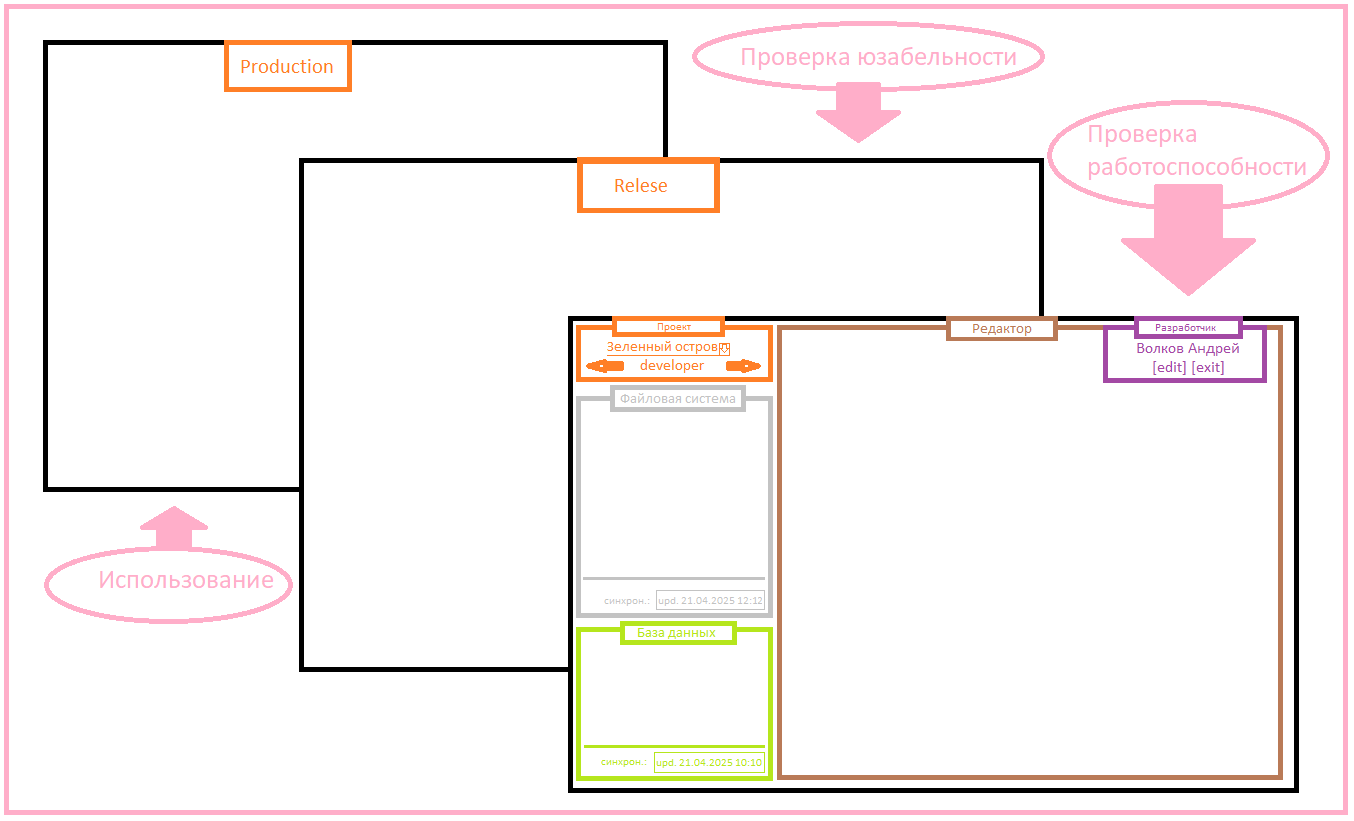 Production
Проверка юзабельности
Проверка
работоспособности
Relese
Проект
Зеленный остров
developer
Редактор
Разработчик
Волков Андрей
[edit] [exit]
Файловая система
синхрон.: upd. 21.04.2025 12:12
Использование
База данных
синхрон.: upd. 21.04.2025 10:10